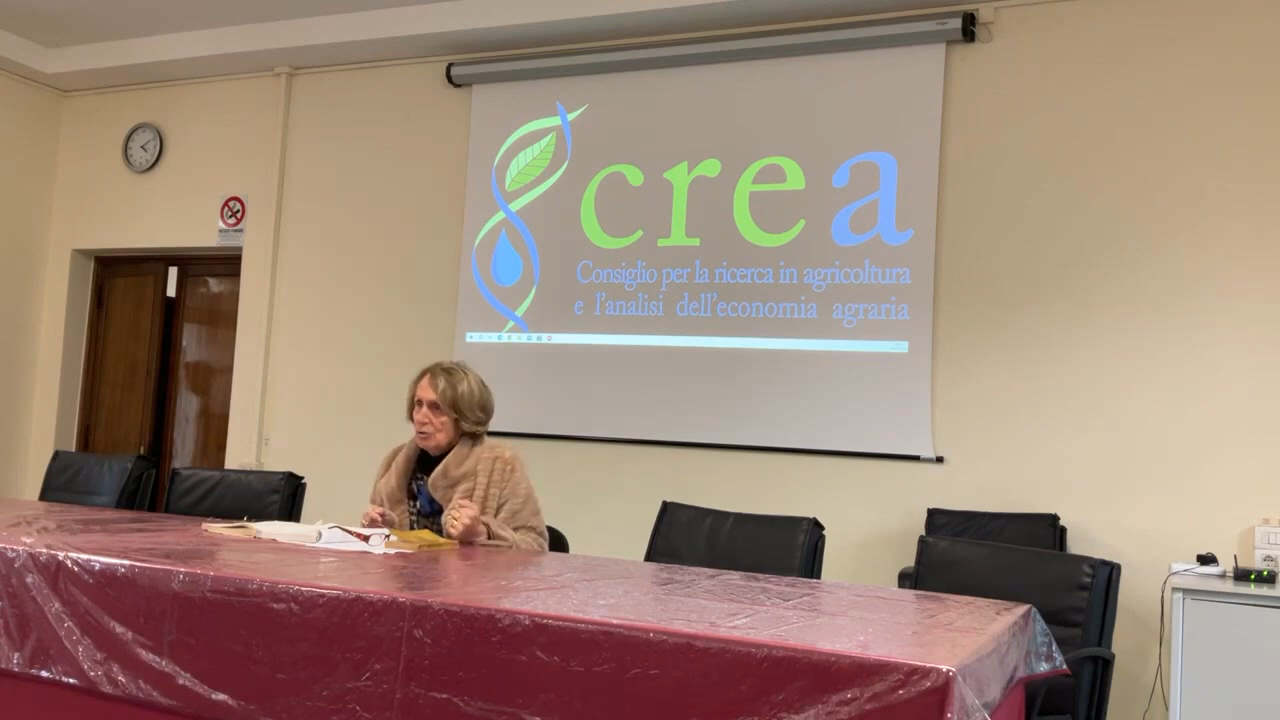 crea
Consiglio per la ricerca in agricoltura
e l'analisi dell'economia agraria